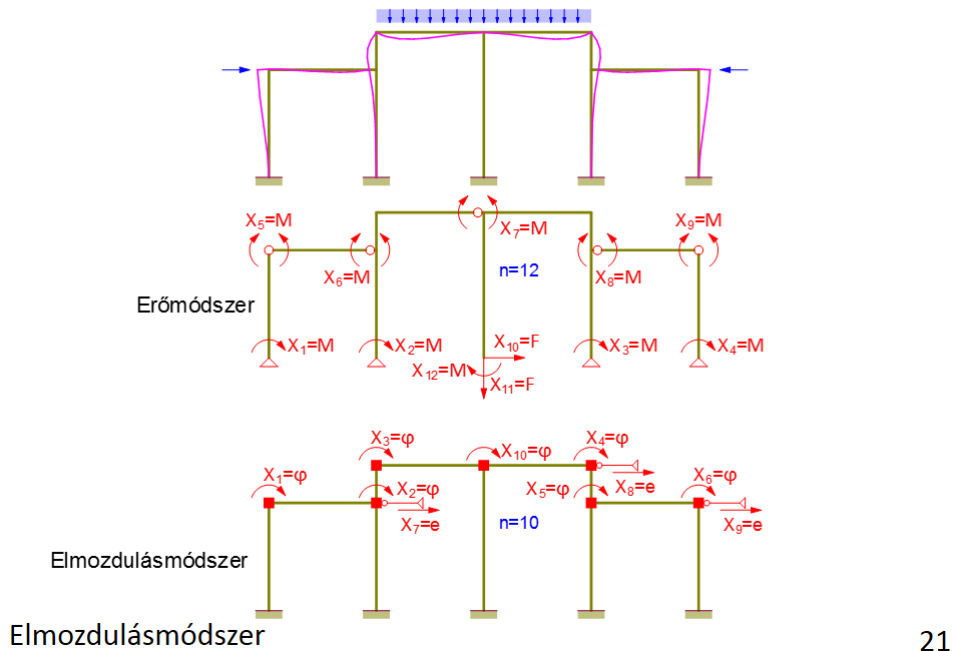 X5=M
X9=M
X7=M
X6=M
n=12
X8=M
Erőmódszer
X1=M
X2=M
X10=F
X3=M
X4=M
X12=M
X11=F
X3=φ
X4=φ
X1=φ
X10=φ
X6=φ
X2=φ
X5=φ
X8=e
X7=e
n=10
X9=e
Elmozdulásmódszer
Elmozdulásmódszer
21